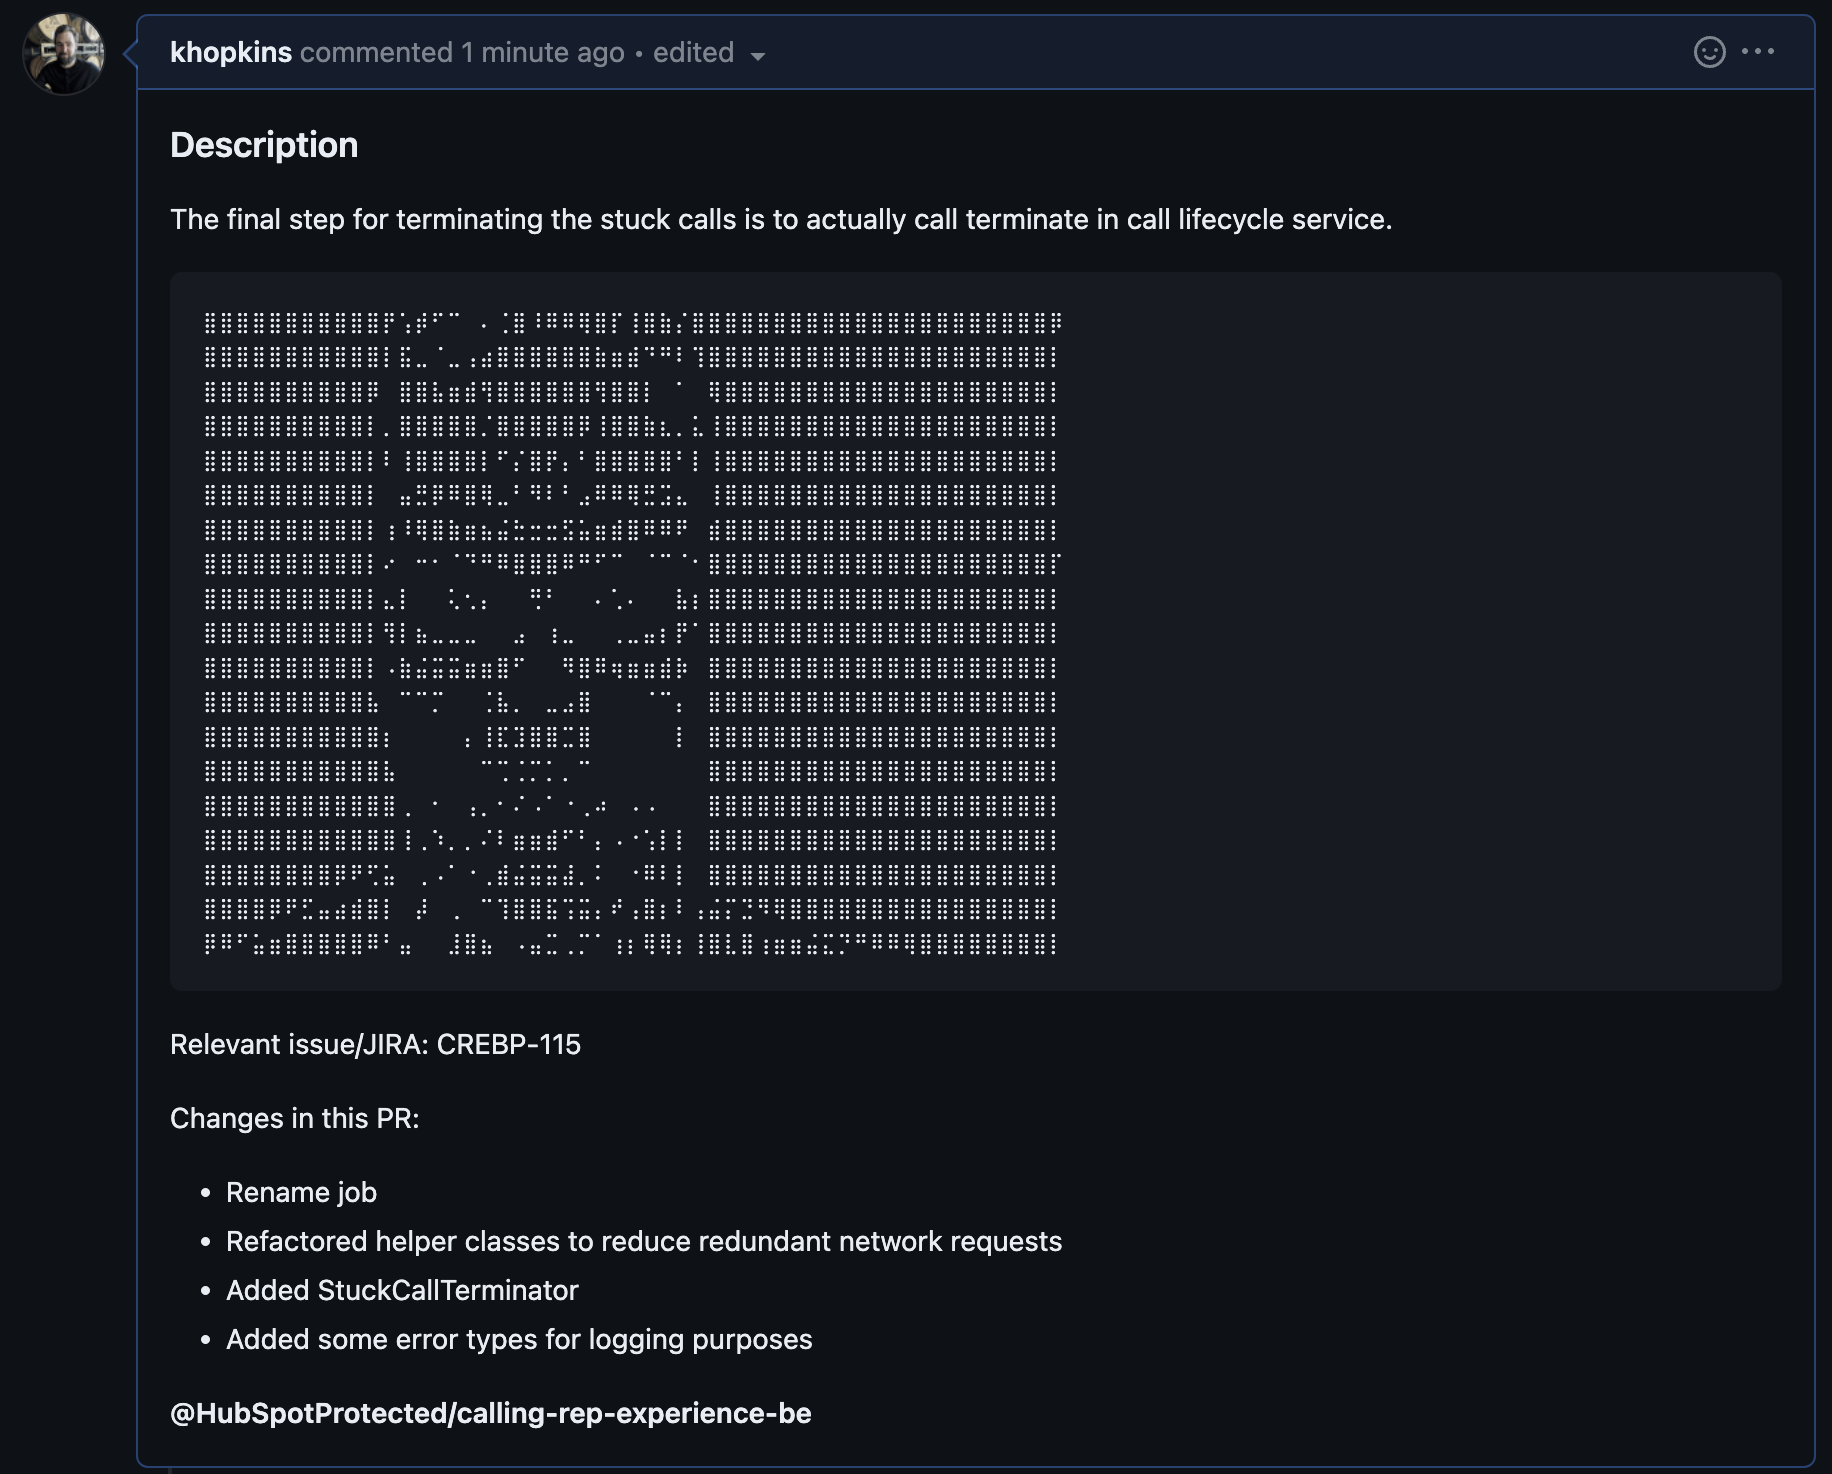 khopkins commented 1 minute ago • edited
Description
The final step for terminating the stuck calls is to actually call terminate in call lifecycle service.
Relevant issue/JIRA: CREBP-115
Changes in this PR:
• Rename job
• Refactored helper classes to reduce redundant network requests
• Added StuckCallTerminator
• Added some error types for logging purposes
@HubSpotProtected/calling-rep-experience-be